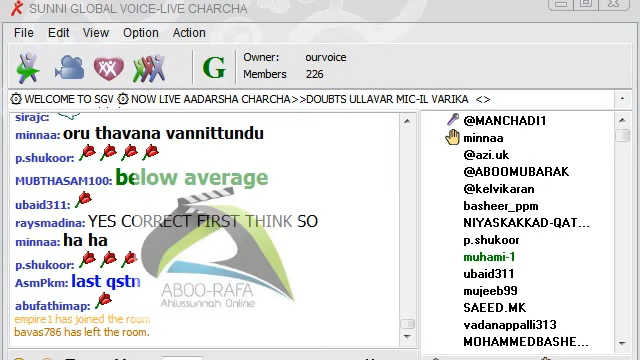 SUNNI GLOBAL VOICE-LIVE CHARCHA
File Edit View Option Action
G
Owner: ourvoice
Members 226
WELCOME TO SGV NOW LIVE AADARSHA CHARCHA>>DOUBTS ULLAVAR MIC-IL VARIKA <>
sirajc:
minnaa: oru thavana vannittundu
p.shukoor:
MUBTHASAM100: below average
ubaid311:
raysmadina: YES CORRECT FIRST THINK SO
minnaa: ha ha
p.shukoor:
AsmPkm: last qstn
abufathimap:
empire1 has joined the room
bavas786 has left the room.
ABOO-RAFA
Ahlussunnah Online
@MANCHADI1
minnaa
@azi.uk
@ABOOMUBARAK
@kelvikaran
basheer_ppm
NIYASKAKKAD-QAT...
p.shukoor
muhami-1
ubaid311
mujeeb99
SAEED.MK
vadanappalli313
MOHAMMEDBASHE...